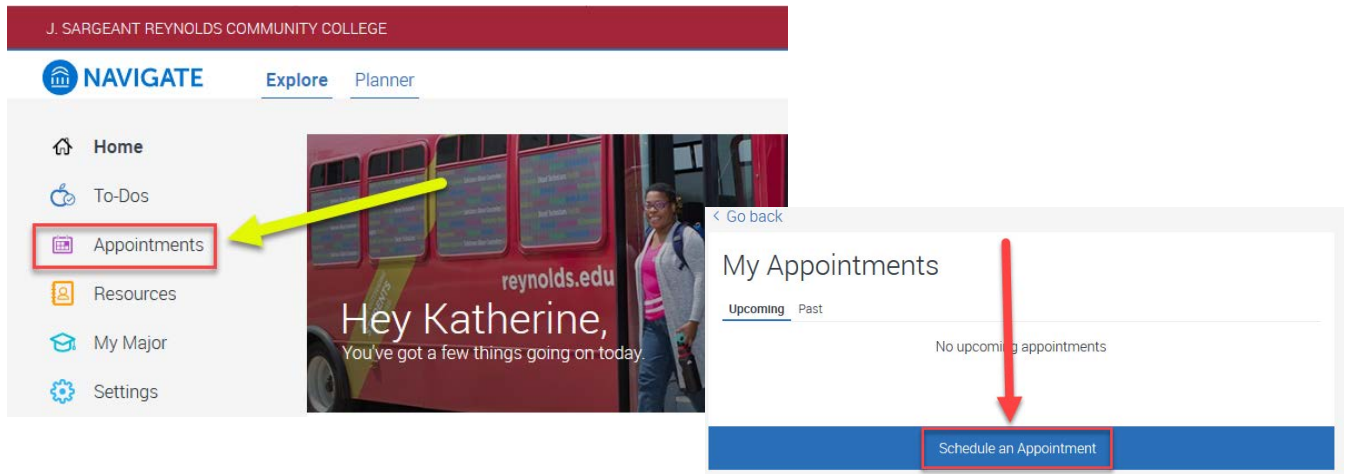 J. SARGEANT REYNOLDS COMMUNITY COLLEGE
NAVIGATE
Explore Planner
Home
To-Dos
Appointments
Resources
My Major
Settings
reynolds.edu
Hey Katherine,
You've got a few things going on today.
< Go back
My Appointments
Upcoming Past
No upcoming appointments
Schedule an Appointment